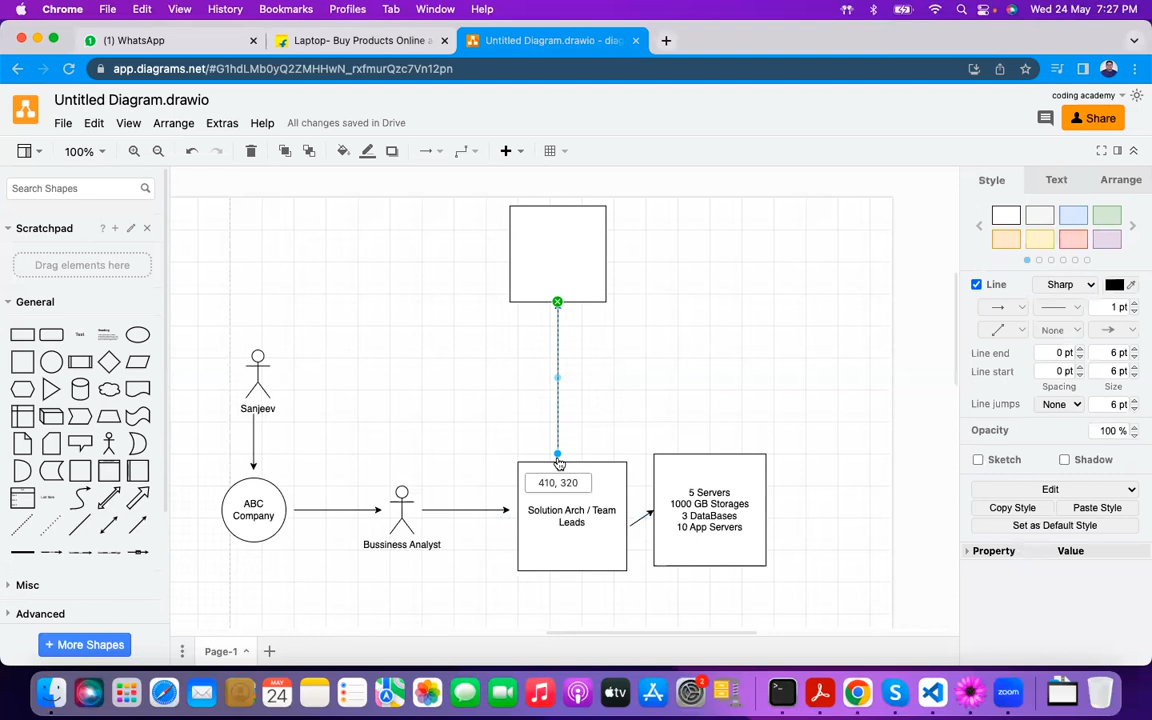 Chrome File Edit View History Bookmarks Profiles Tab Window Help Wed 24 May 7:27 PM
(1) WhatsApp Laptop- Buy Products Online a Untitled Diagram.drawio - diag
app.diagrams.net/#G1hdLMb0yQ2ZMHHwN_rxfmurQzc7Vn12pn
Untitled Diagram.drawio
coding academy
File Edit View Arrange Extras Help All changes saved in Drive
Share
100%
Search Shapes
Style Text Arrange
Scratchpad
Drag elements here
General
Text
Heading
Line Sharp
1 pt
None
Line end 0 pt 6 pt
Line start 0 pt 6 pt
Spacing Size
Line jumps None 6 pt
Opacity 100 %
Sketch Shadow
Edit
Copy Style Paste Style
Set as Default Style
Property Value
Sanjeev
ABC
Company
Bussiness Analyst
410, 320
Solution Arch / Team
Leads
5 Servers
1000 GB Storages
3 DataBases
10 App Servers
Misc
Advanced
+ More Shapes
Page-1
MAY
24
tv
2
zoom